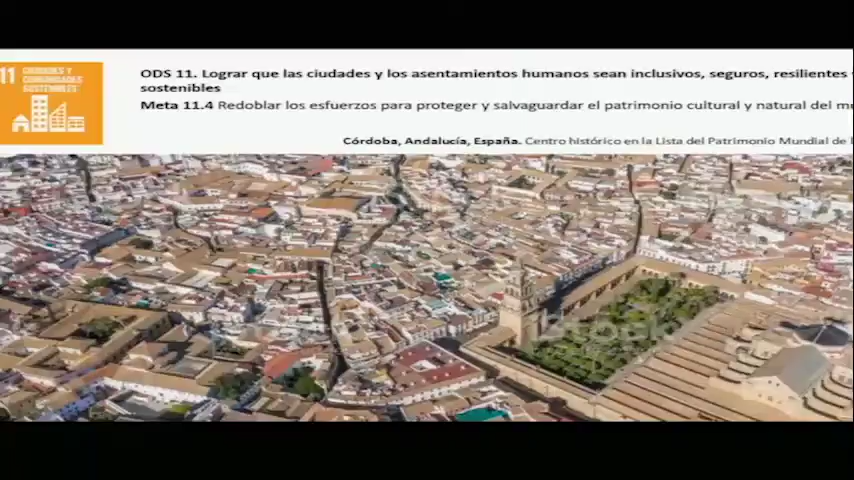 11 CIUDADES Y
COMUNIDADES
SOSTENIBLES
ODS 11. Lograr que las ciudades y los asentamientos humanos sean inclusivos, seguros, resilientes
sostenibles
Meta 11.4 Redoblar los esfuerzos para proteger y salvaguardar el patrimonio cultural y natural del
Córdoba, Andalucía, España. Centro histórico en la Lista del Patrimonio Mundial de